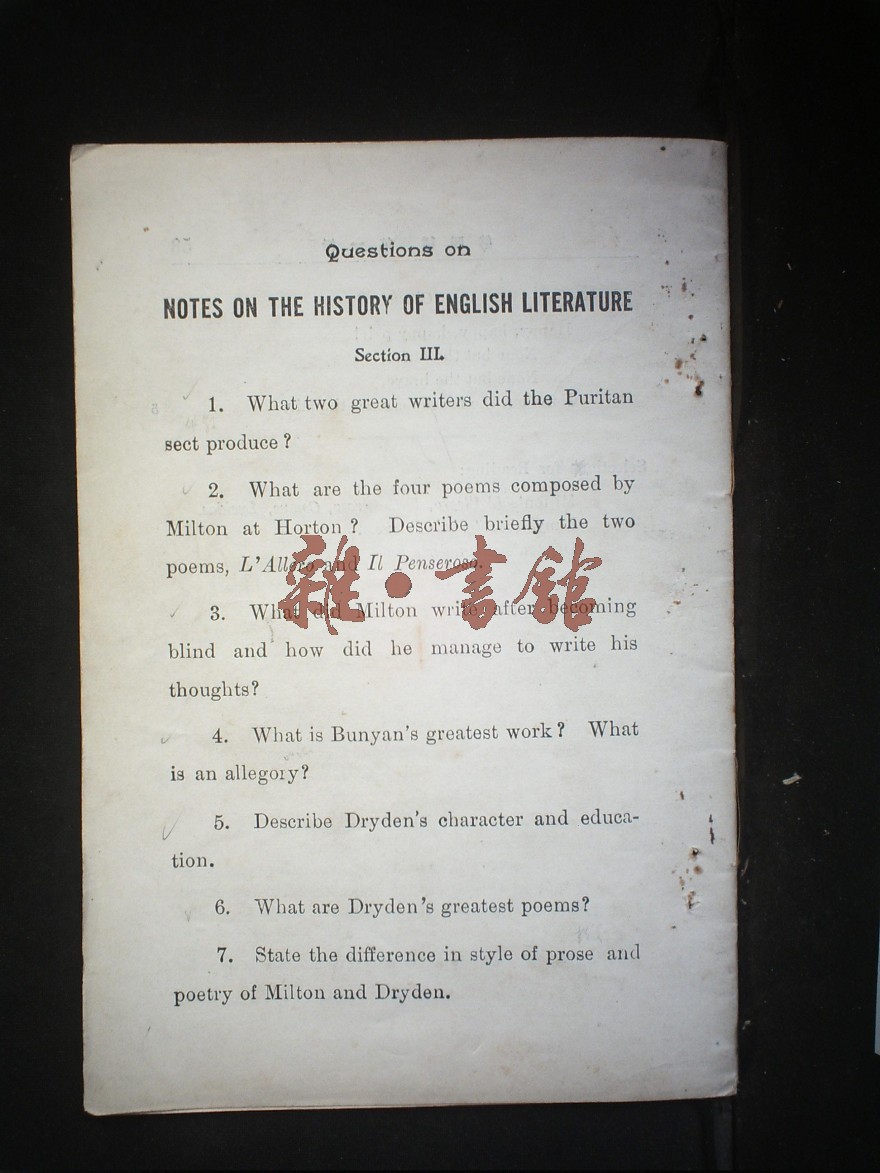 Questions on
NOTES ON THE HISTORY OF ENGLISH LITERATURE
Section III.
1. What two great writers did the Puritan
sect produce?
2. What are the four poems composed by
Milton at Horton? Describe briefly the two
poems, L'Allegro and Il Penseroso.
雜·書館
3. What did Milton write after becoming
blind and how did he manage to write his
thoughts?
4. What is Bunyan's greatest work? What
is an allegory?
5. Describe Dryden's character and educa-
tion.
6. What are Dryden's greatest poems?
7. State the difference in style of prose and
poetry of Milton and Dryden.